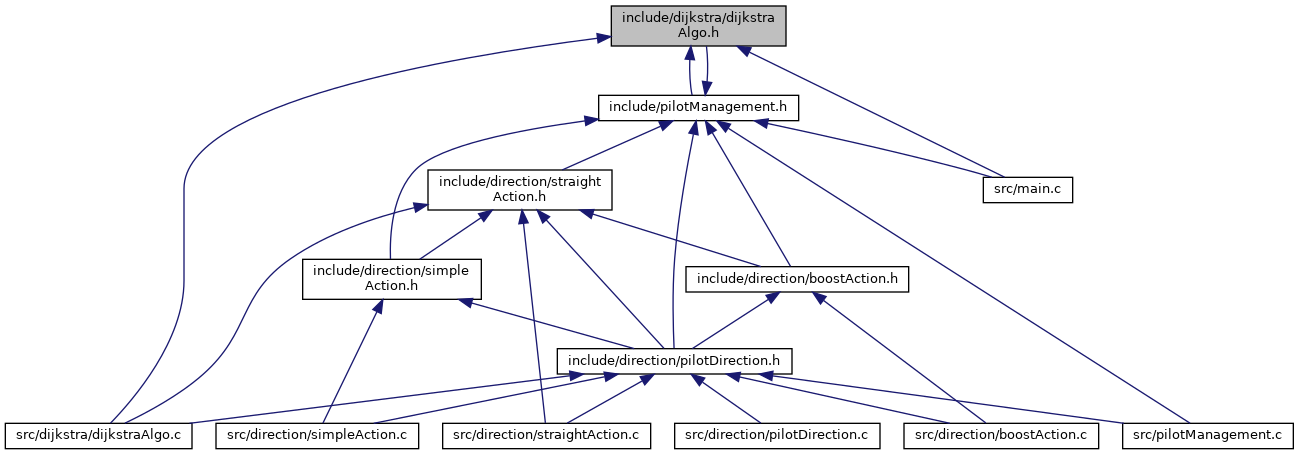 include/dijkstra/dijkstra
Algo.h
include/pilotManagement.h
include/direction/straight
Action.h
src/main.c
include/direction/simple
Action.h
include/direction/boostAction.h
include/direction/pilotDirection.h
src/dijkstra/dijkstraAlgo.c
src/direction/simpleAction.c
src/direction/straightAction.c
src/direction/pilotDirection.c
src/direction/boostAction.c
src/pilotManagement.c